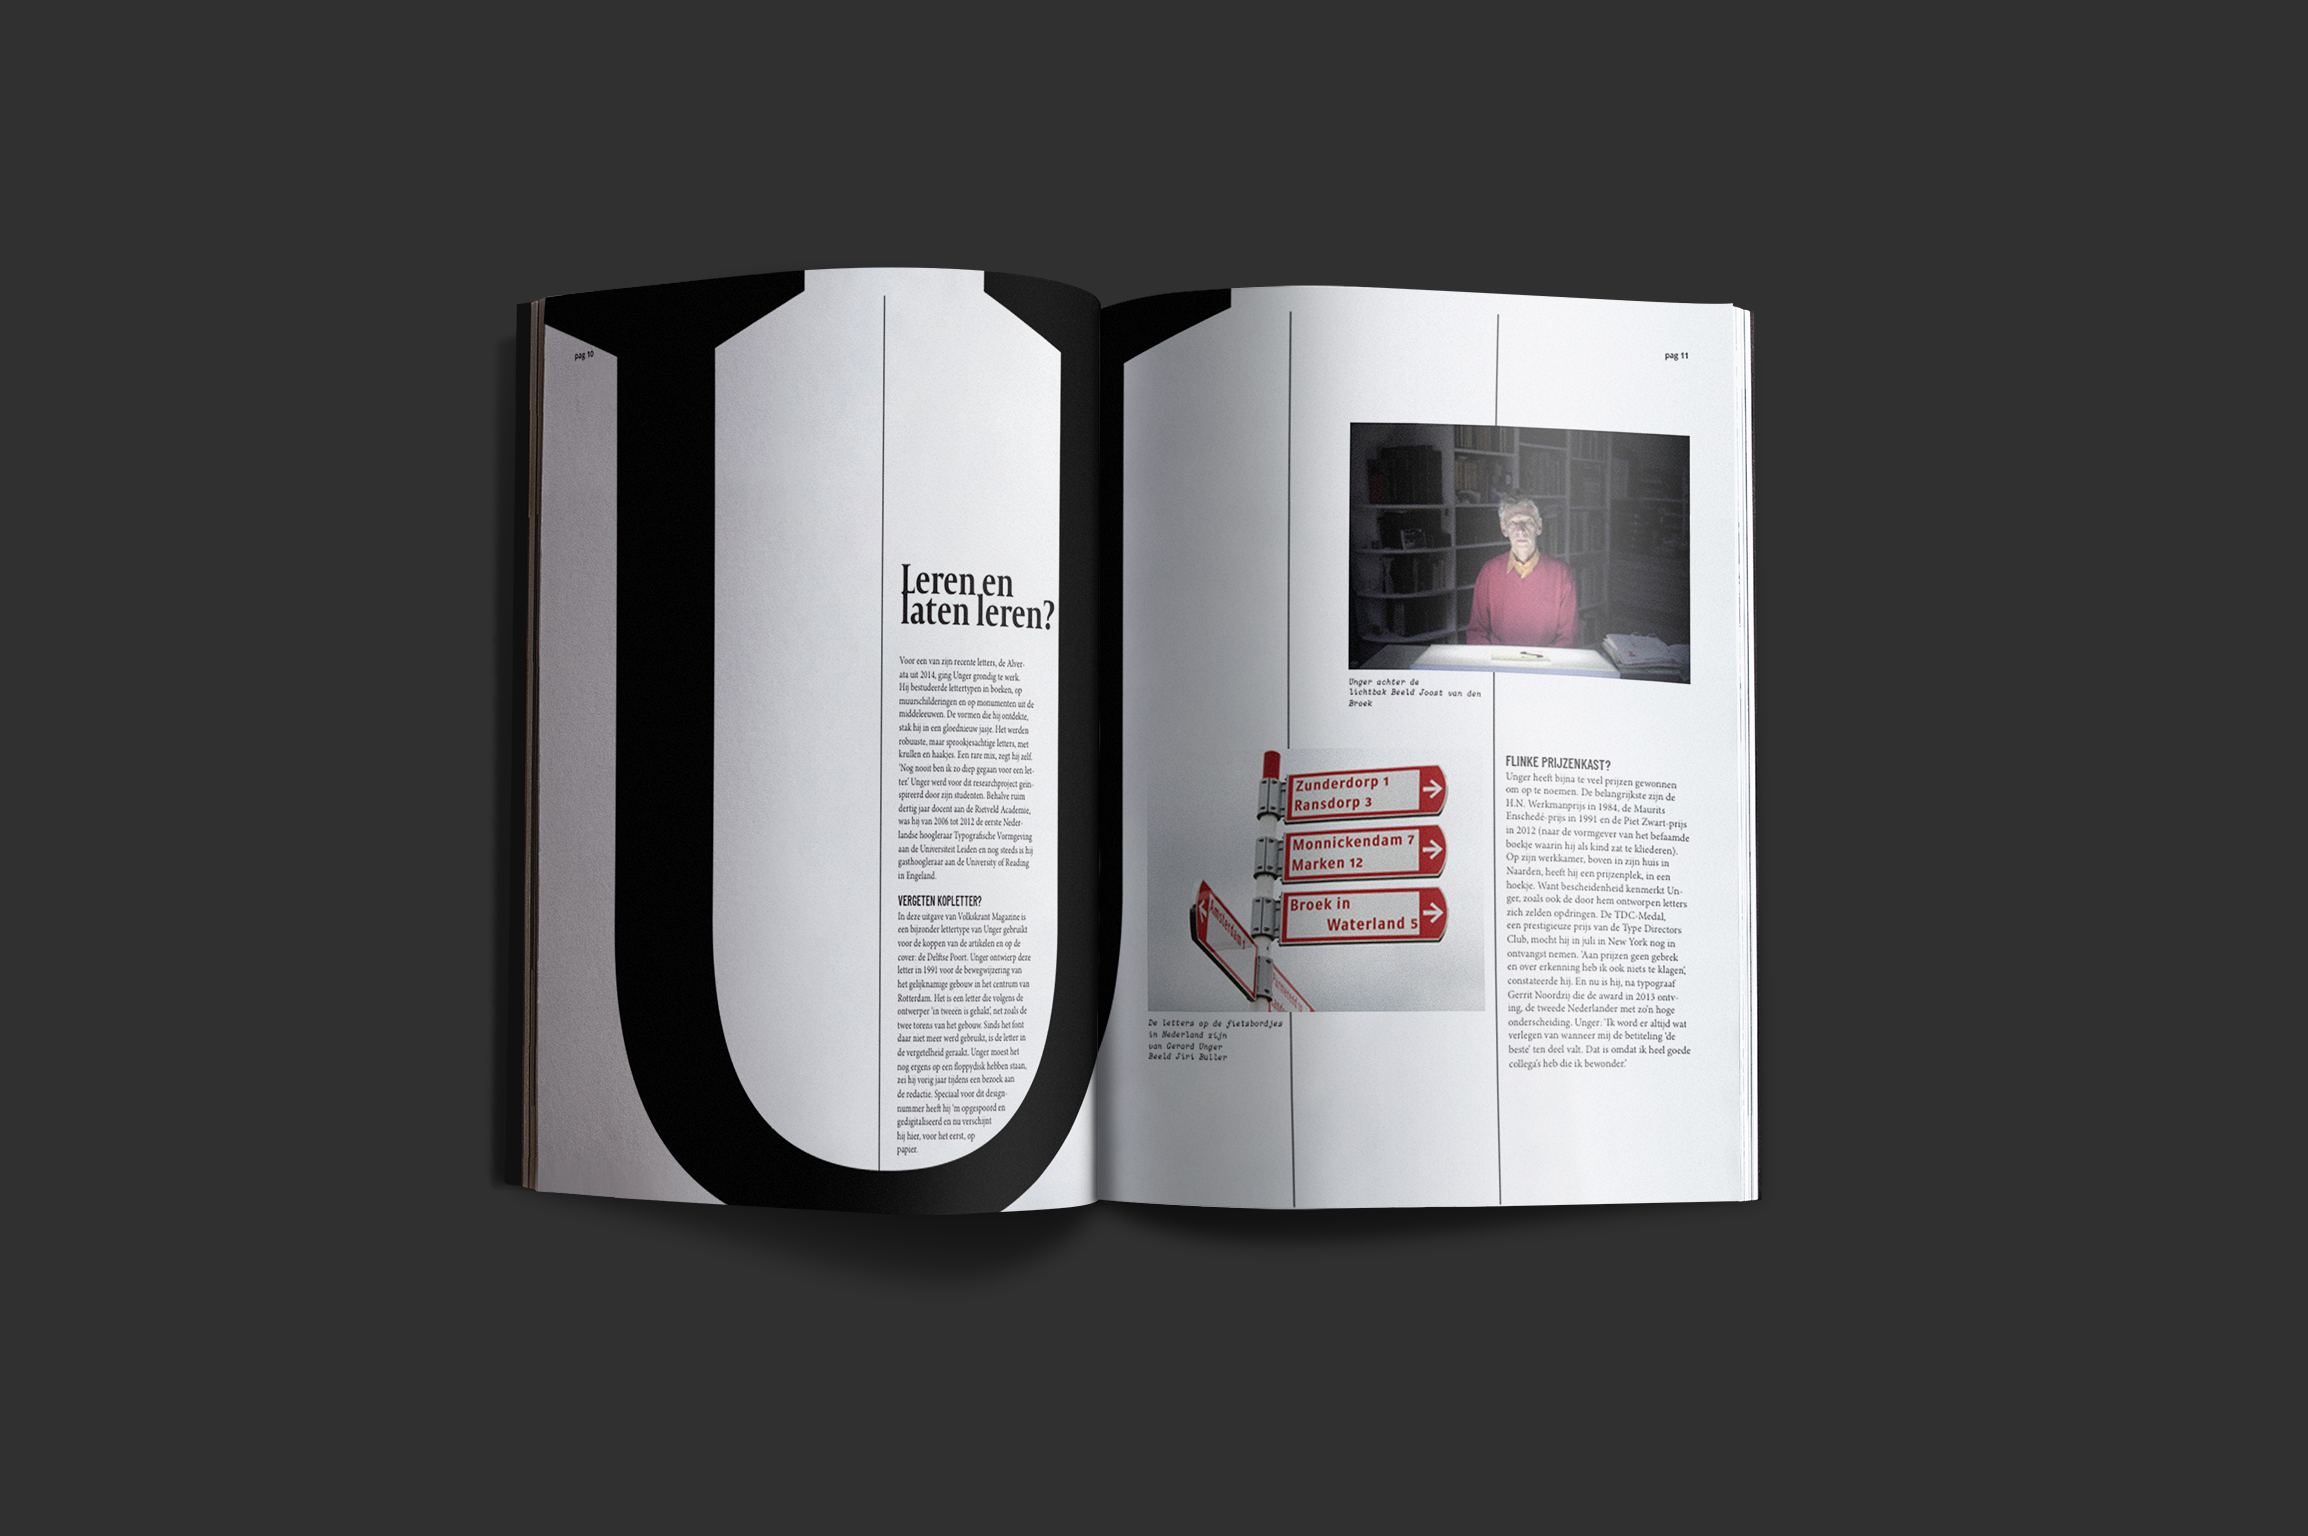 pag 10
Leren en
laten leren?
Voor een van zijn recente letters, de Alver-
ata uit 2014, ging Unger grondig te werk.
Hij bestudeerde lettertypen in boeken, op
muurschilderingen en op monumenten uit de
middeleeuwen. De vormen die hij ontdekte,
stak hij in een gloednieuw jasje. Het werden
robuuste, maar sprookjesachtige letters, met
krullen en haakjes. Een rare mix, zegt hij zelf.
'Nog nooit ben ik zo diep gegaan voor een let-
ter.' Unger werd voor dit researchproject geïn-
spireerd door zijn studenten. Behalve ruim
dertig jaar docent aan de Rietveld Academie,
was hij van 2006 tot 2012 de eerste Neder-
landse hoogleraar Typografische Vormgeving
aan de Universiteit Leiden en nog steeds is hij
gasthoogleraar aan de University of Reading
in Engeland.
VERGETEN KOPLETTER?
In deze uitgave van Volkskrant Magazine is
een bijzonder lettertype van Unger gebruikt
voor de koppen van de artikelen en op de
cover: de Delftse Poort. Unger ontwierp deze
letter in 1991 voor de bewegwijzering van
het gelijknamige gebouw in het centrum van
Rotterdam. Het is een letter die volgens de
ontwerper 'in tweeën is gehakt', net zoals de
twee torens van het gebouw. Sinds het font
daar niet meer werd gebruikt, is de letter in
de vergetelheid geraakt. Unger moest het
nog ergens op een floppydisk hebben staan,
zei hij vorig jaar tijdens een bezoek aan
de redactie. Speciaal voor dit design-
nummer heeft hij 'm opgespoord en
gedigitaliseerd en nu verschijnt
hij hier, voor het eerst, op
papier.
pag 11
Unger achter de
lichtbak Beeld Joost van den
Broek
Zunderdorp 1
Ransdorp 3
Monnickendam 7
Marken 12
Broek in
Waterland 5
Amsterdam
De letters op de fietsbordjes
in Nederland zijn
van Gerard Unger
Beeld Jiri Buller
FLINKE PRIJZENKAST?
Unger heeft bijna te veel prijzen gewonnen
om op te noemen. De belangrijkste zijn de
H.N. Werkmanprijs in 1984, de Maurits
Enschedé-prijs in 1991 en de Piet Zwart-prijs
in 2012 (naar de vormgever van het befaamde
boekje waarin hij als kind zat te kliederen).
Op zijn werkkamer, boven in zijn huis in
Naarden, heeft hij een prijzenplek, in een
hoekje. Want bescheidenheid kenmerkt Un-
ger, zoals ook de door hem ontworpen letters
zich zelden opdringen. De TDC-Medal,
een prestigieuze prijs van de Type Directors
Club, mocht hij in juli in New York nog in
ontvangst nemen. 'Aan prijzen geen gebrek
en over erkenning heb ik ook niets te klagen',
constateerde hij. En nu is hij, na typograaf
Gerrit Noordzij die de award in 2013 ontv-
ing, de tweede Nederlander met zo'n hoge
onderscheiding. Unger: 'Ik word er altijd wat
verlegen van wanneer mij de betiteling 'de
beste' ten deel valt. Dat is omdat ik heel goede
collega's heb die ik bewonder.'